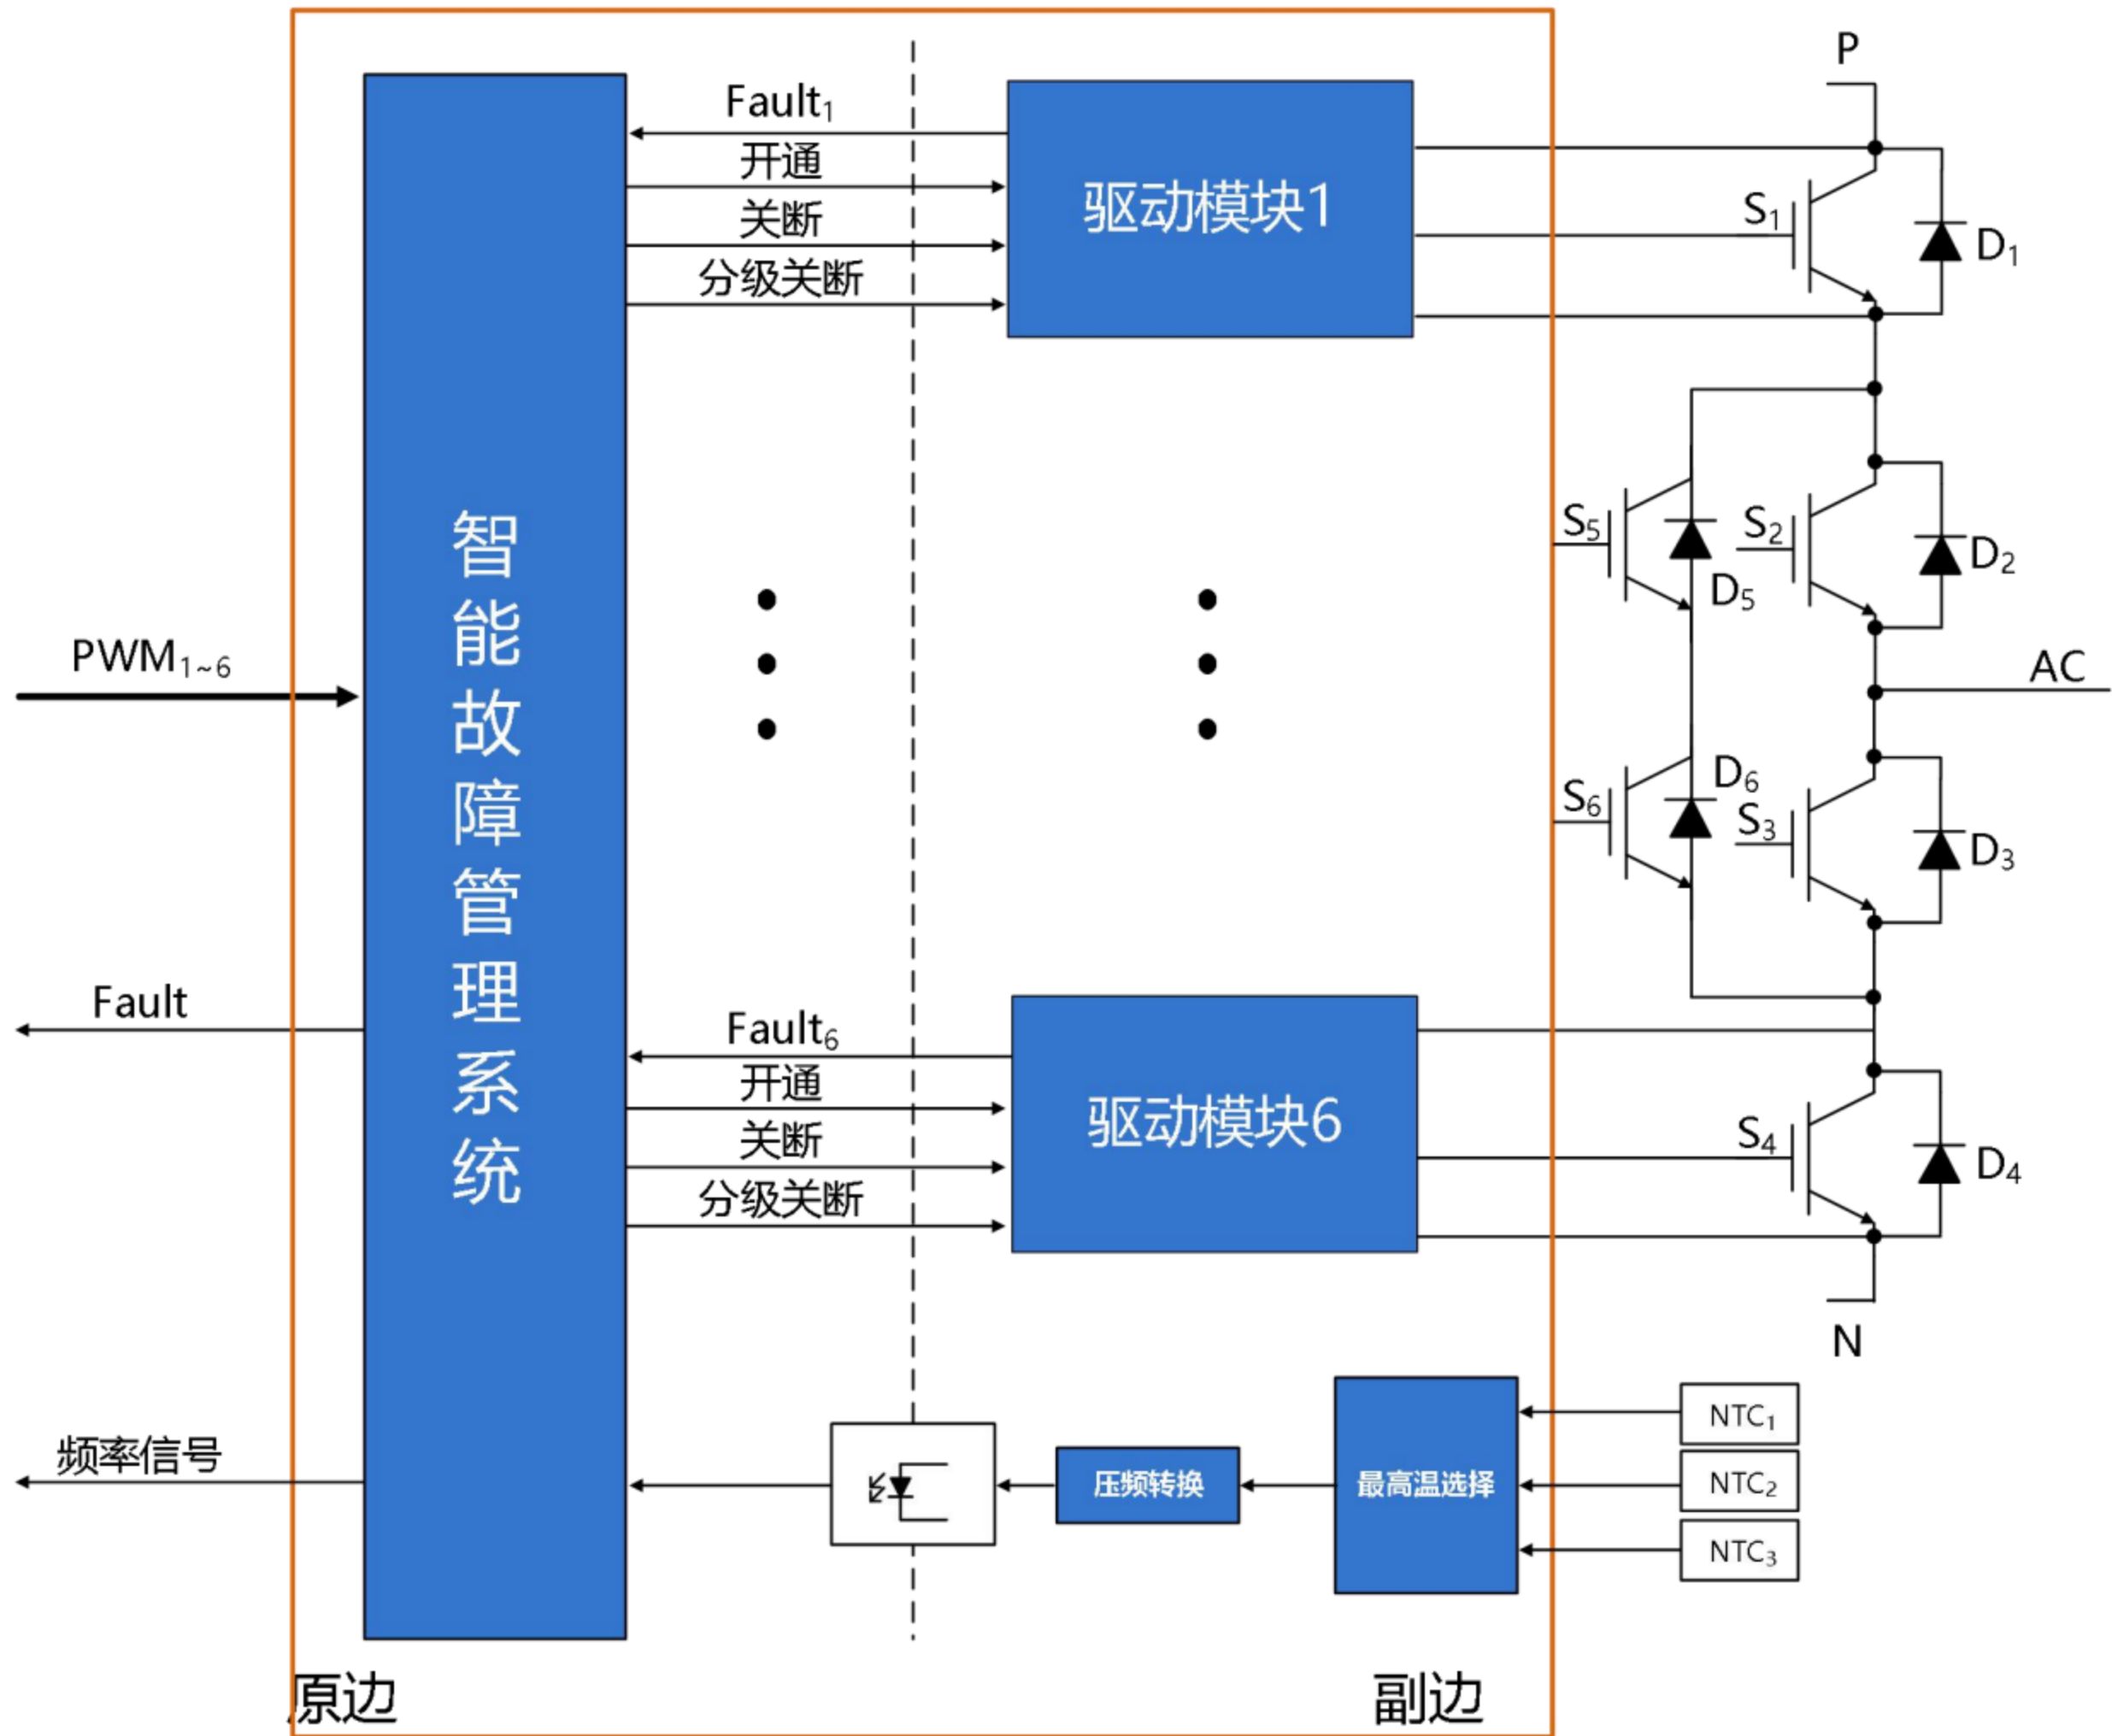 P
Fault₁
开通
关断
分级关断
驱动模块1
S₁
D₁
S₅
D₅
S₂
D₂
智能故障管理系统
PWM₁~₆
AC
S₆
D₆
S₃
D₃
Fault
Fault₆
开通
关断
分级关断
驱动模块6
S₄
D₄
N
频率信号
压频转换
最高温选择
NTC₁
NTC₂
NTC₃
原边
副边